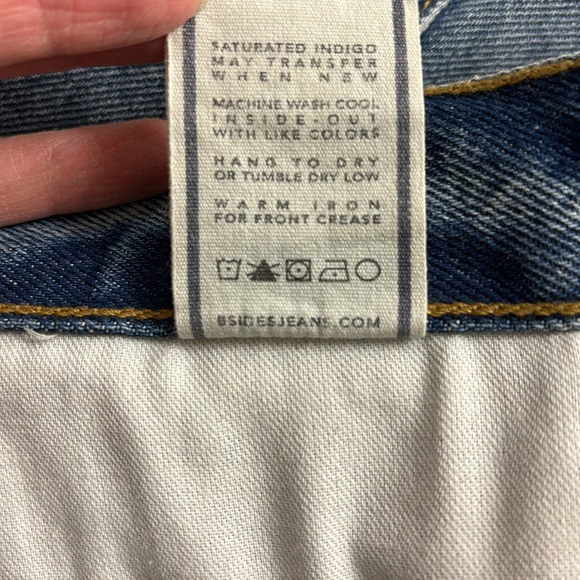 SATURATED INDIGO
MAY TRANSFER
WHEN NEW
MACHINE WASH COOL
INSIDE-OUT
WITH LIKE COLORS
HANG TO DRY
OR TUMBLE DRY LOW
WARM IRON
FOR FRONT CREASE
BSIDESJEANS.COM